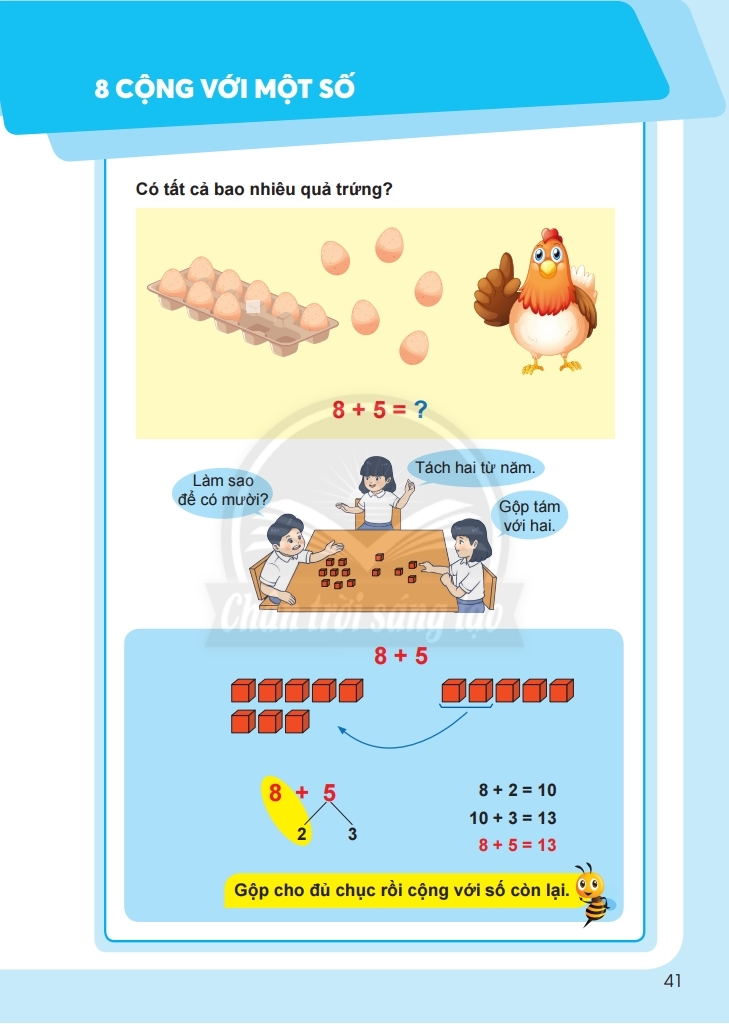 8 CỘNG VỚI MỘT SỐ
Có tất cả bao nhiêu quả trứng?
8 + 5 = ?
Làm sao
để có mười?
Tách hai từ năm.
Gộp tám
với hai.
Chân trời sáng tạo
8 + 5
8 + 5
2 3
8 + 2 = 10
10 + 3 = 13
8 + 5 = 13
Gộp cho đủ chục rồi cộng với số còn lại.
41